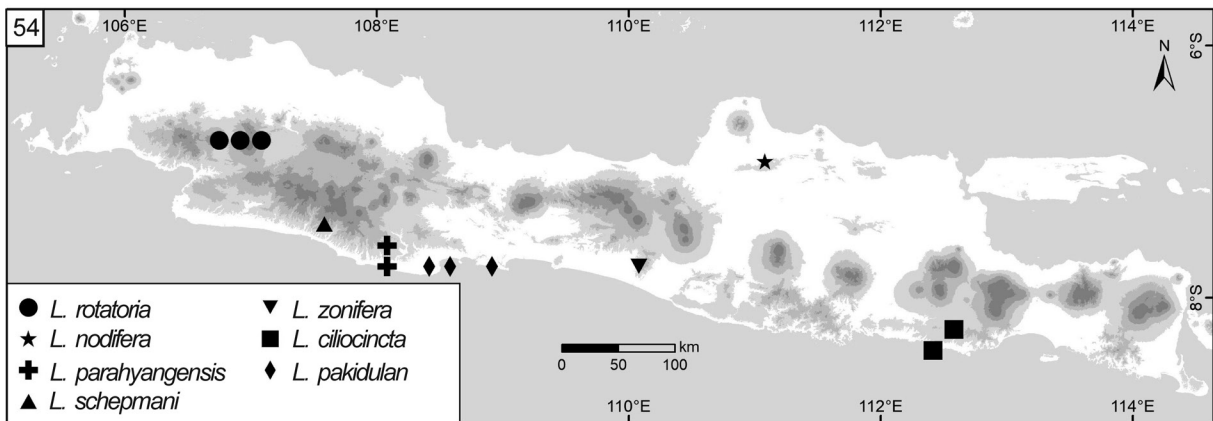 54
106°E 108°E 110°E 112°E 114°E
6°S
N
8°S
L. rotatoria
L. nodifera
L. parahyangensis
L. schepmani
L. zonifera
L. ciliocincta
L. pakidulan
km
0 50 100
110°E 112°E 114°E